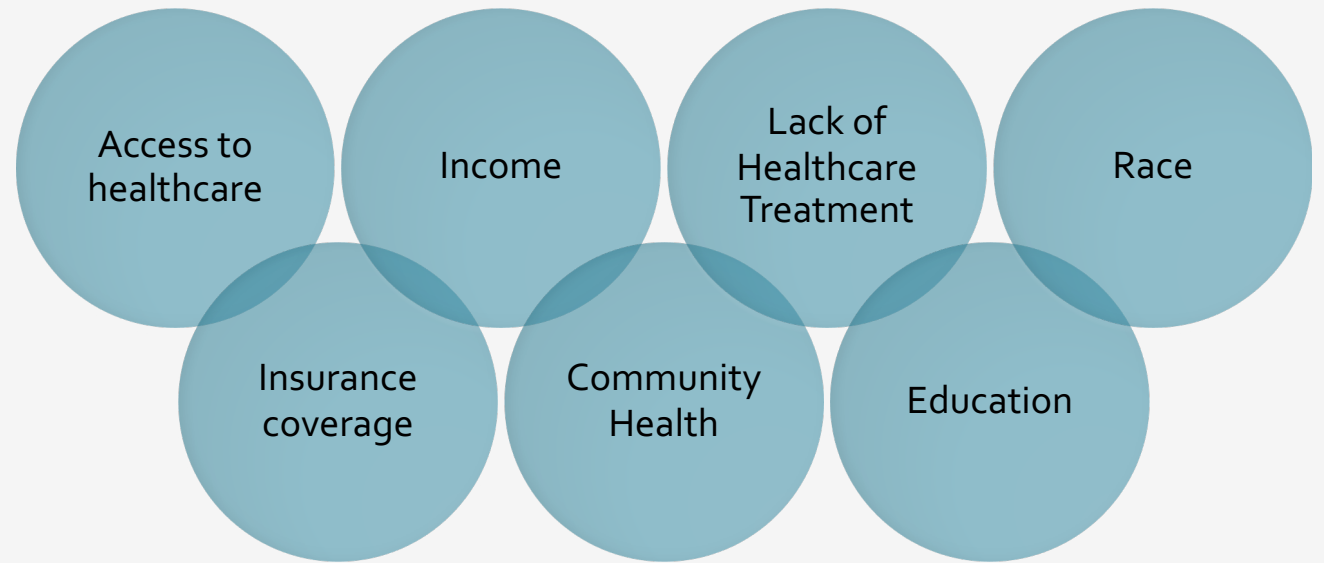 Access to
healthcare
Income
Lack of
Healthcare
Treatment
Race
Insurance
coverage
Community
Health
Education